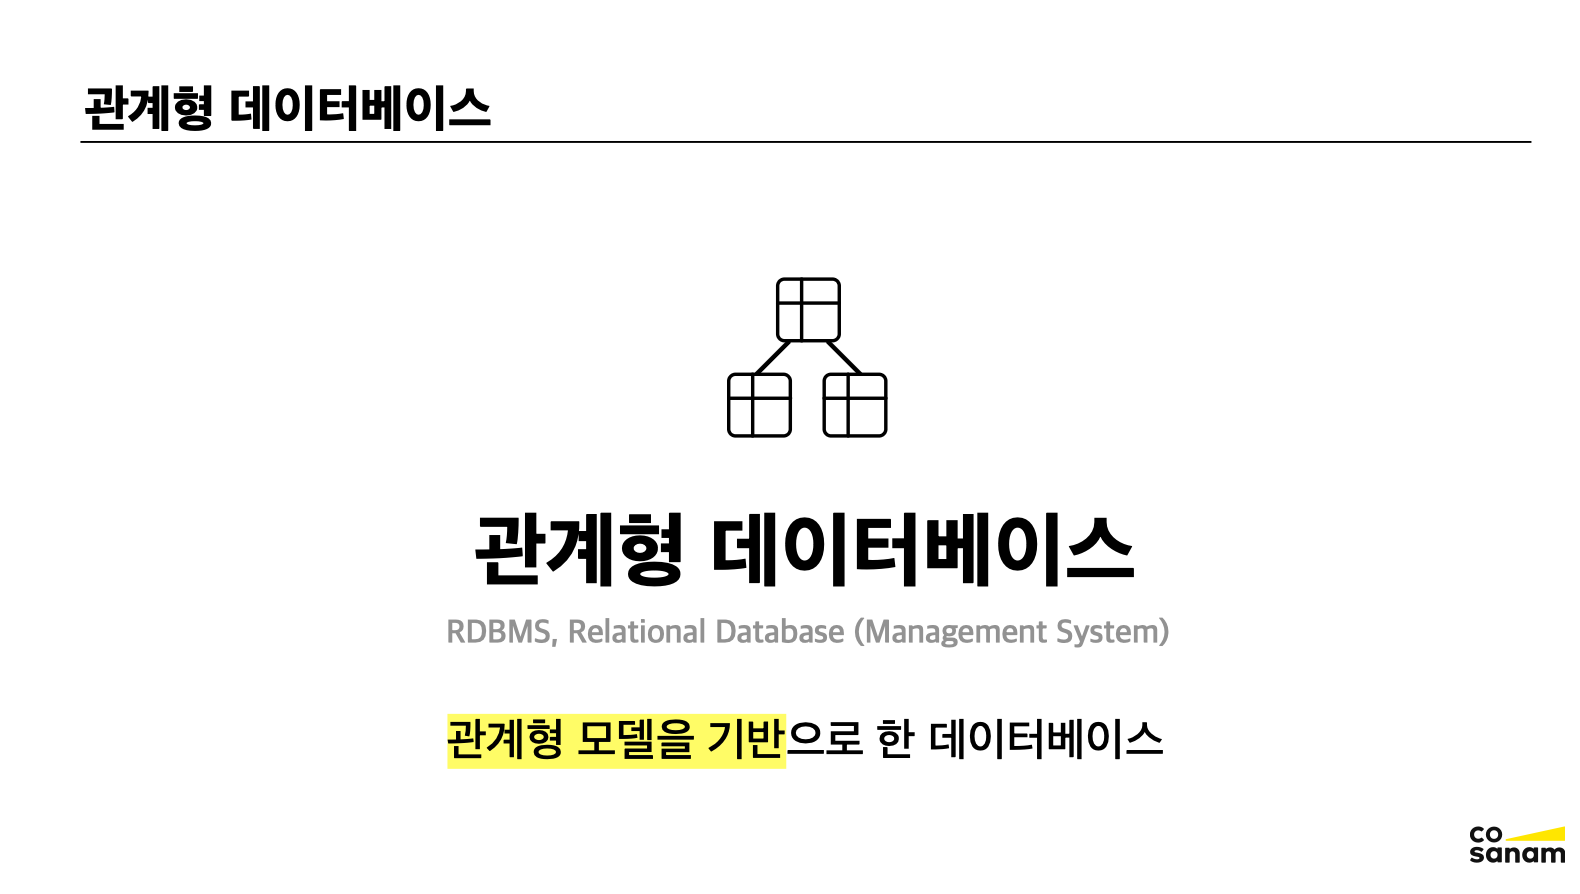 관계형 데이터베이스
관계형 데이터베이스
RDBMS, Relational Database (Management System)
관계형 모델을 기반으로 한 데이터베이스
co
sanam